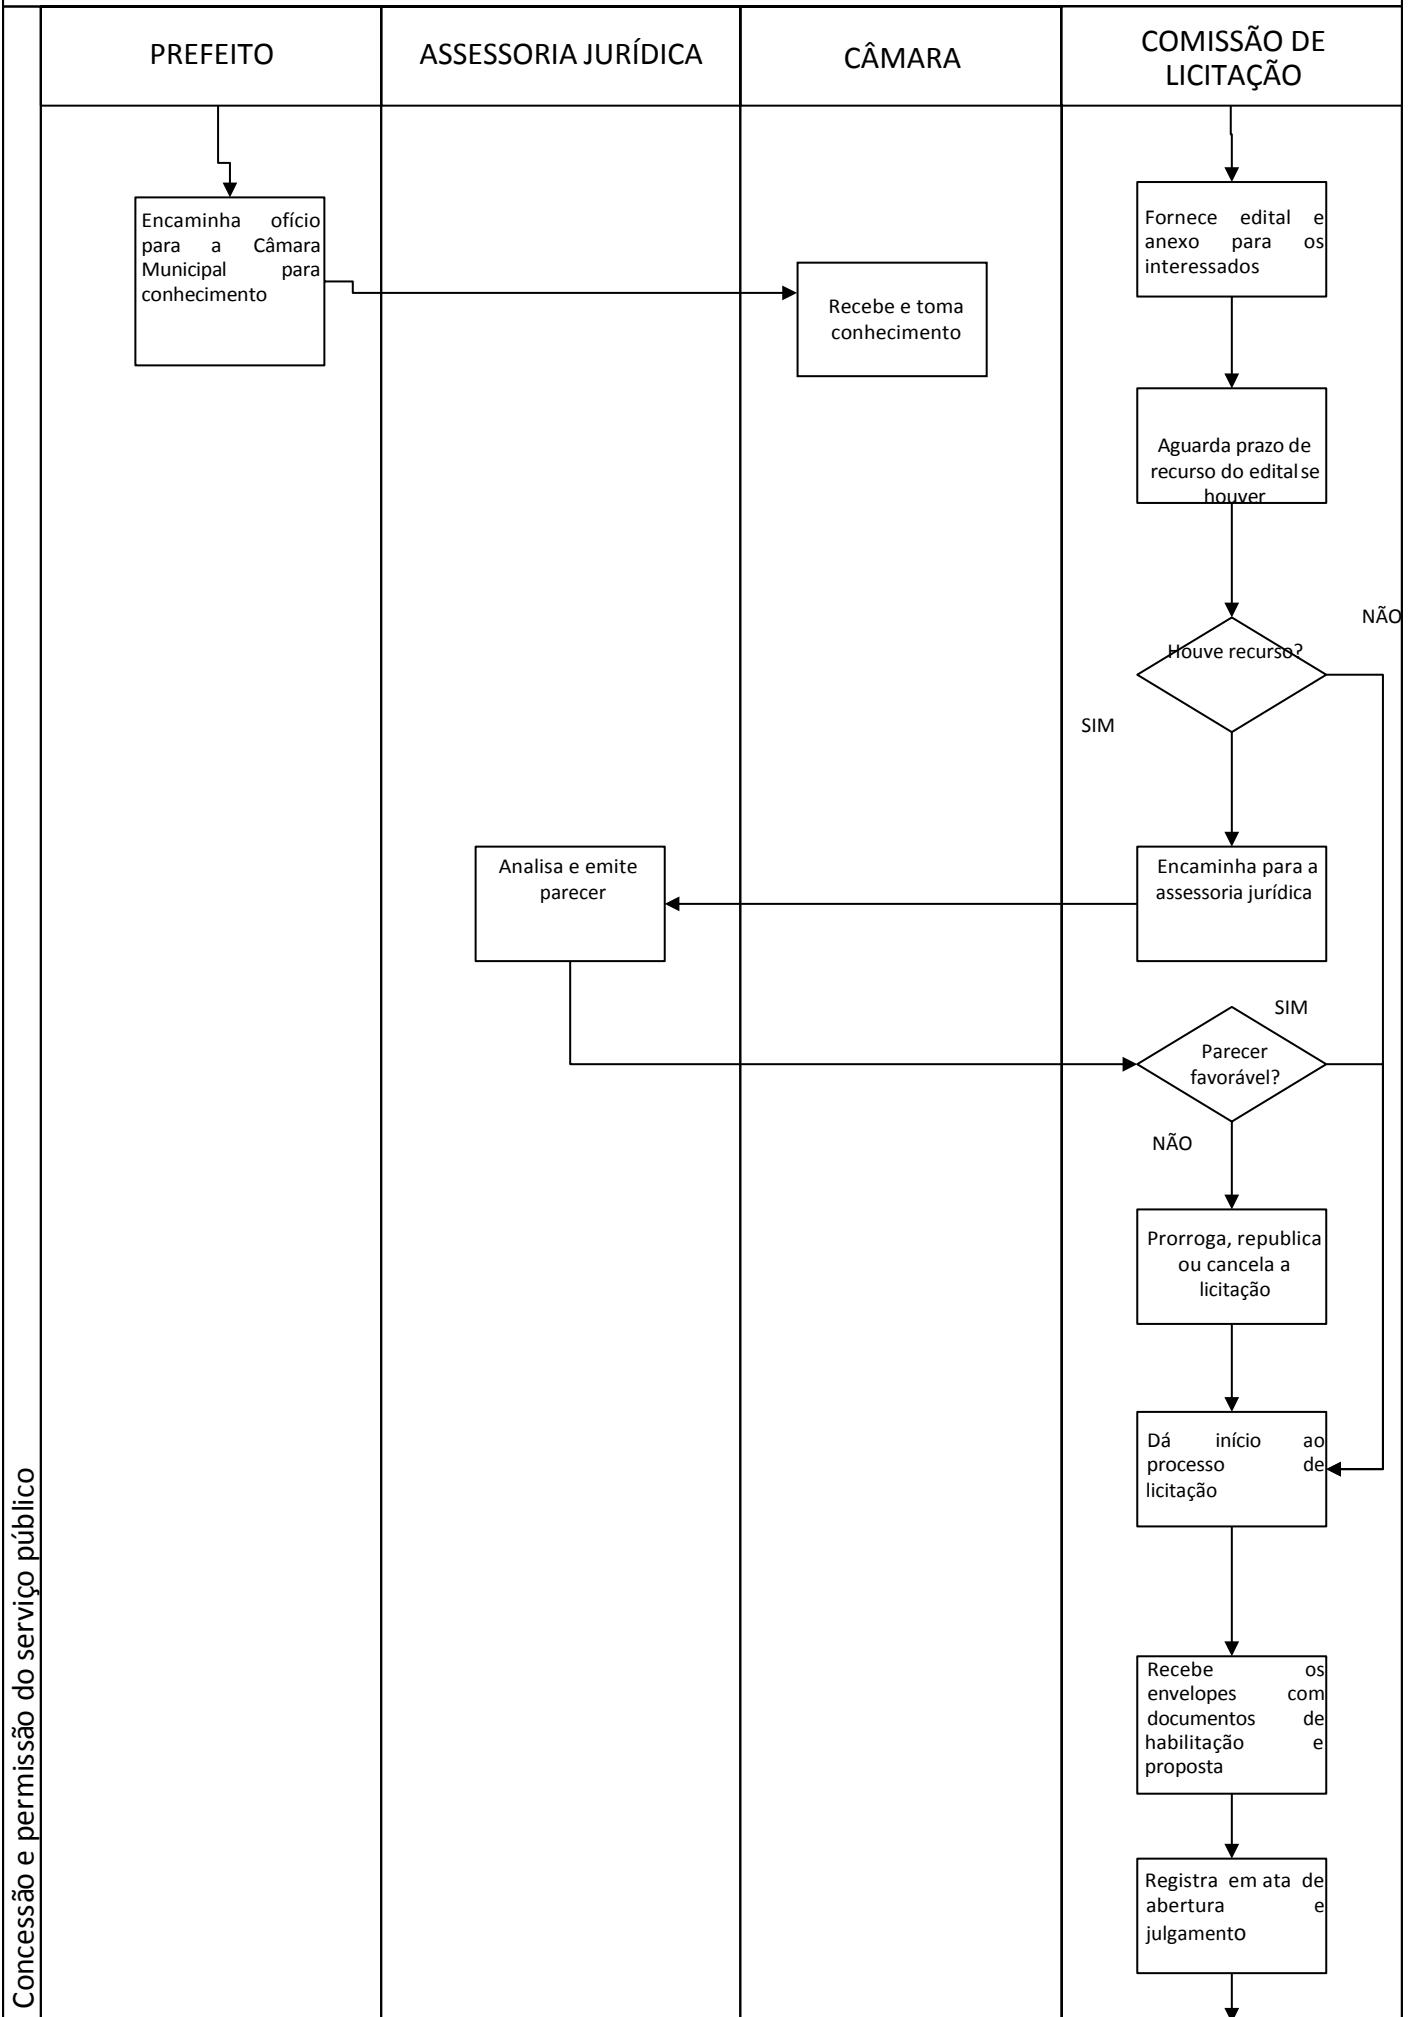 PREFEITO
ASSESSORIA JURÍDICA
CÂMARA
COMISSÃO DE
LICITAÇÃO
Encaminha ofício
para a Câmara
Municipal para
conhecimento
Recebe e toma
conhecimento
Fornece edital e
anexo para os
interessados
Aguarda prazo de
recurso do edital se
houver
NÃO
Houve recurso?
SIM
Analisa e emite
parecer
Encaminha para a
assessoria jurídica
SIM
Parecer
favorável?
NÃO
Prorroga, republica
ou cancela a
licitação
Dá início ao
processo de
licitação
Recebe os
envelopes com
documentos de
habilitação e
proposta
Registra em ata de
abertura e
julgamento
Concessão e permissão do serviço público